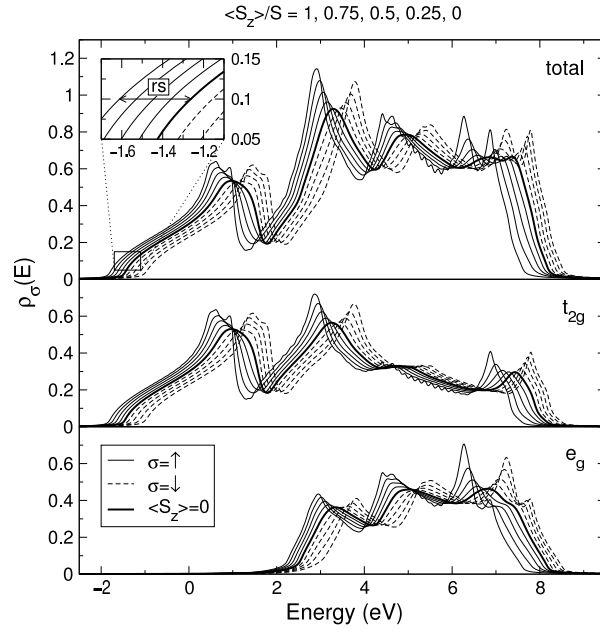 <S_z>/S = 1, 0.75, 0.5, 0.25, 0
total
rs
0.15
0.1
0.05
−1.6 −1.4 −1.2
1.2
1
0.8
0.6
0.4
0.2
0
t_2g
0.6
0.4
0.2
0
e_g
0.6
0.4
0.2
0
σ=↑
σ=↓
<S_z>=0
ρ_σ(E)
−2 0 2 4 6 8
Energy (eV)